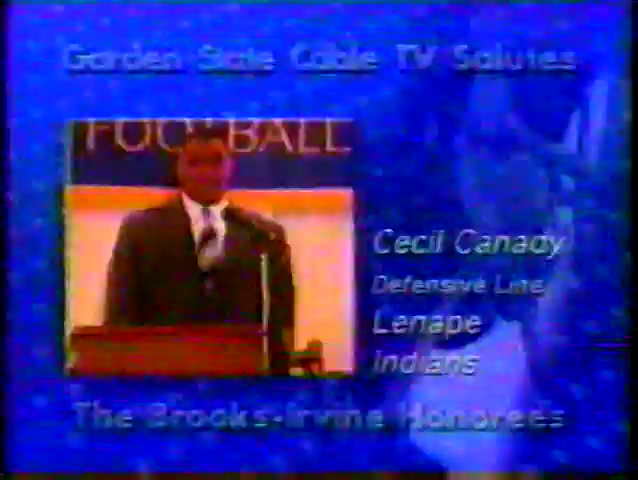 Garden State Cable TV Salutes
FOOTBALL
Cecil Canady
Defensive Line
Lenape
Indians
The Brooks-Irvine Honorees